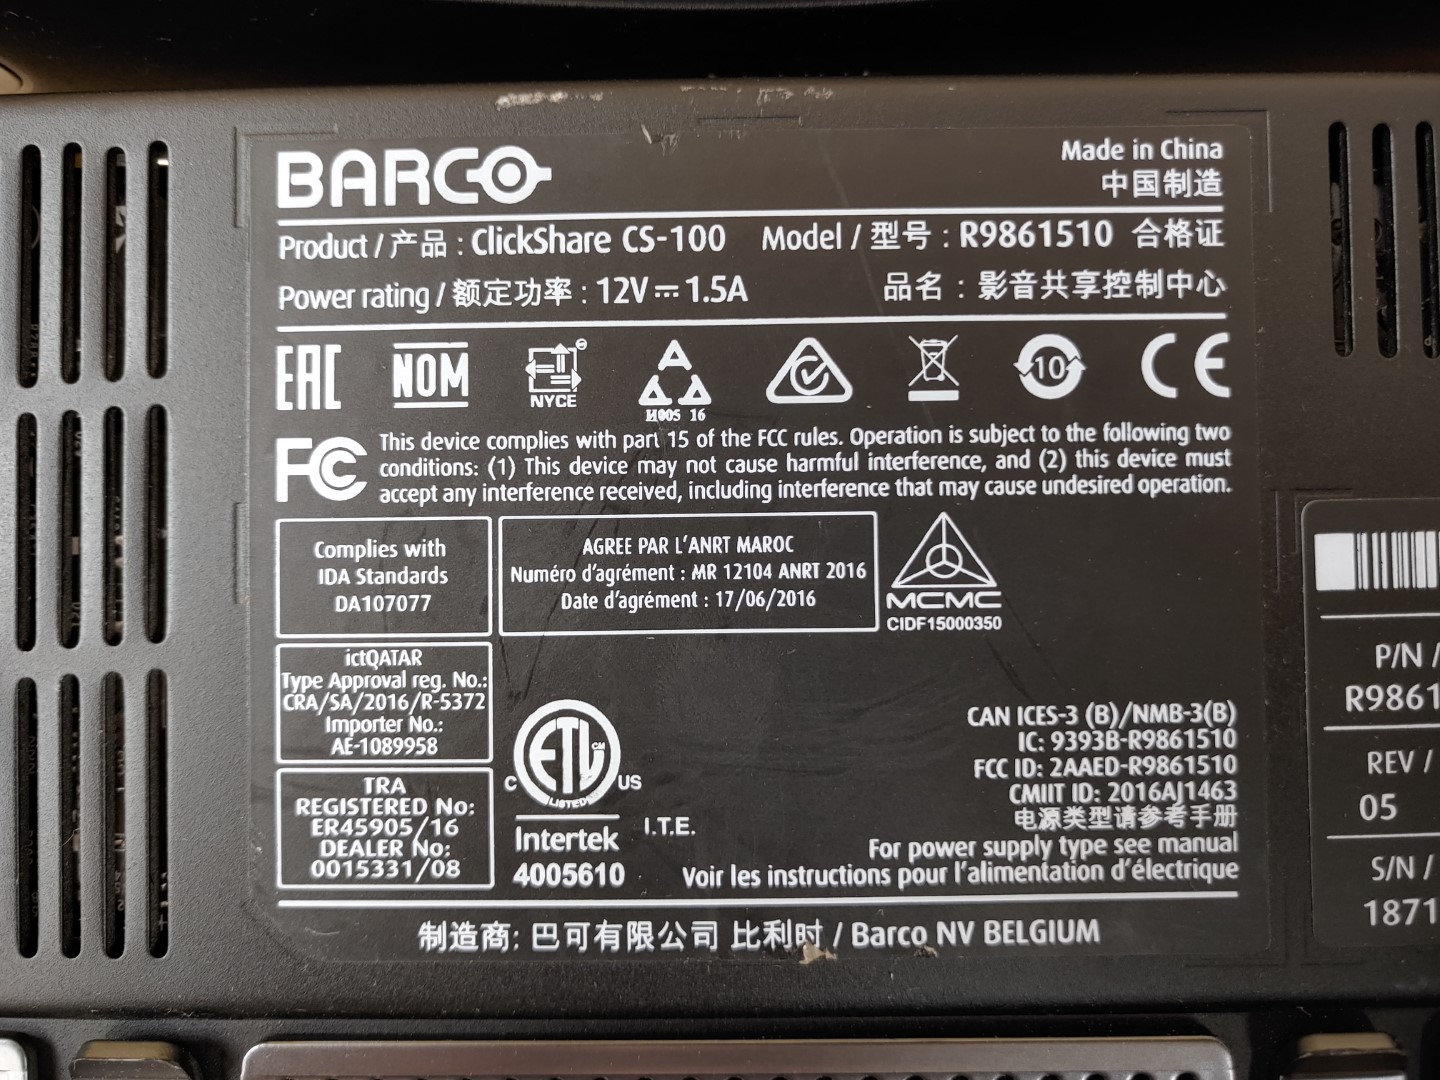 BARCO
Made in China
中国制造
Product / 产品 : ClickShare CS-100 Model / 型号 : R9861510 合格证
Power rating / 额定功率 : 12V ⎓ 1.5A 品名 : 影音共享控制中心
EAC NOM NYCE 10 CE
H005 16
FC This device complies with part 15 of the FCC rules. Operation is subject to the following two
conditions: (1) This device may not cause harmful interference, and (2) this device must
accept any interference received, including interference that may cause undesired operation.
Complies with
IDA Standards
DA107077
AGREE PAR L'ANRT MAROC
Numéro d'agrément : MR 12104 ANRT 2016
Date d'agrément : 17/06/2016
MCMC
CIDF15000350
ictQATAR
Type Approval reg. No.:
CRA/SA/2016/R-5372
Importer No.:
AE-1089958
TRA
REGISTERED No:
ER45905/16
DEALER No:
0015331/08
ETL CM
C US
LISTED
Intertek
4005610
I.T.E.
CAN ICES-3 (B)/NMB-3(B)
IC: 9393B-R9861510
FCC ID: 2AAED-R9861510
CMIIT ID: 2016AJ1463
电源类型请参考手册
For power supply type see manual
Voir les instructions pour l'alimentation d'électrique
制造商: 巴可有限公司 比利时 / Barco NV BELGIUM
P/N /
R9861
REV /
05
S/N /
1871